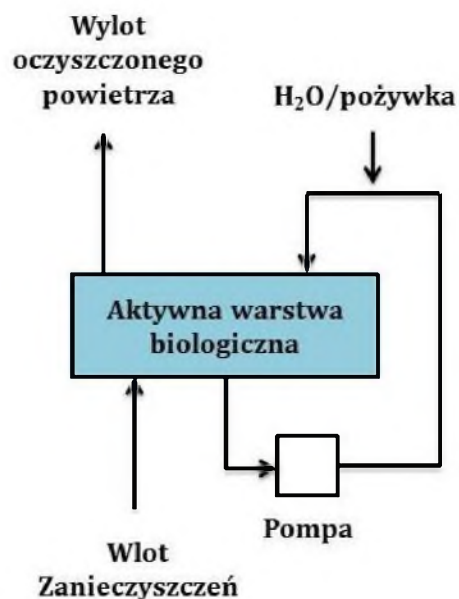 Wylot
oczyszczonego
powietrza
H₂O/pożywka
Aktywna warstwa
biologiczna
Pompa
Wlot
Zanieczyszczeń